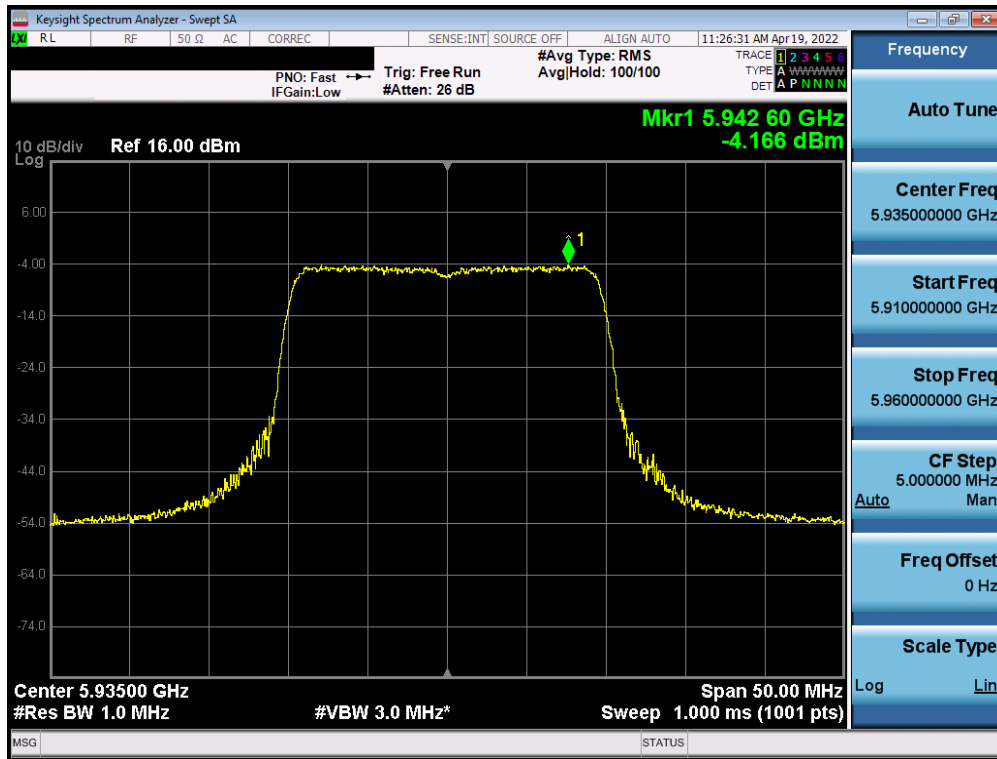 Keysight Spectrum Analyzer - Swept SA
LXI RL RF 50 Ω AC CORREC SENSE:INT SOURCE OFF ALIGN AUTO 11:26:31 AM Apr 19, 2022
PNO: Fast
IFGain:Low
Trig: Free Run
#Atten: 26 dB
#Avg Type: RMS
Avg|Hold: 100/100
TRACE 1 2 3 4 5 6
TYPE A WWWWW
DET A P N N N N
Mkr1 5.942 60 GHz
-4.166 dBm
10 dB/div Ref 16.00 dBm
Log
1
6.00
-4.00
-14.0
-24.0
-34.0
-44.0
-54.0
-64.0
-74.0
Center 5.93500 GHz Span 50.00 MHz
#Res BW 1.0 MHz #VBW 3.0 MHz* Sweep 1.000 ms (1001 pts)
MSG STATUS
Frequency
Auto Tune
Center Freq
5.935000000 GHz
Start Freq
5.910000000 GHz
Stop Freq
5.960000000 GHz
CF Step
5.000000 MHz
Auto Man
Freq Offset
0 Hz
Scale Type
Log Lin